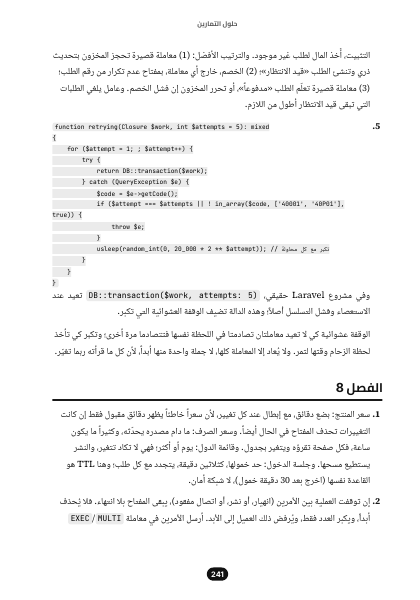 حلول التمارين
التثبيت، أُخذ المال لطلب غير موجود. والترتيب الأفضل: (1) معاملة قصيرة تحجز المخزون بتحديث
ذري وتنشئ الطلب «قيد الانتظار»؛ (2) الخصم، خارج أي معاملة، بمفتاح عدم تكرار من رقم الطلب؛
(3) معاملة قصيرة تعلّم الطلب «مدفوعًا»، أو تحرر المخزون إن فشل الخصم. وعامل يلغي الطلبات
التي تبقى قيد الانتظار أطول من اللازم.
.5
function retrying(Closure $work, int $attempts = 5): mixed
{
for ($attempt = 1; ; $attempt++) {
try {
return DB::transaction($work);
} catch (QueryException $e) {
$code = $e->getCode();
if ($attempt === $attempts || ! in_array($code, ['40001', '40P01'],
true)) {
throw $e;
}
usleep(random_int(0, 20_000 * 2 ** $attempt)); // تكبر مع كل محاولة
}
}
}
وفي مشروع Laravel حقيقي، DB::transaction($work, attempts: 5) تعيد عند
الاستعصاء وفشل التسلسل أصلًا؛ وهذه الدالة تضيف الوقفة العشوائية التي تكبر.
الوقفة عشوائية كي لا تعيد معاملتان تصادمتا في اللحظة نفسها فتتصادما مرة أخرى؛ وتكبر كي تأخذ
لحظة الزحام وقتها لتمر. ولا يُعاد إلا المعاملة كلها، لا جملة واحدة منها أبدًا، لأن كل ما قرأته ربما تغيّر.
الفصل 8
.1 سعر المنتج: بضع دقائق، مع إبطال عند كل تغيير، لأن سعرًا خاطئًا يظهر دقائق مقبول فقط إن كانت
التغييرات تحذف المفتاح في الحال أيضًا. وسعر الصرف: ما دام مصدره يحدّثه، وكثيرًا ما يكون
ساعة، فكل صفحة تقرؤه ويتغير بجدول. وقائمة الدول: يوم أو أكثر؛ فهي لا تكاد تتغير، والنشر
يستطيع مسحها. وجلسة الدخول: حد خمولها، كثلاثين دقيقة، يتجدد مع كل طلب؛ وهنا TTL هو
القاعدة نفسها (اخرج بعد 30 دقيقة خمول)، لا شبكة أمان.
.2 إن توقفت العملية بين الأمرين (انهيار، أو نشر، أو اتصال مفقود)، يبقى المفتاح بلا انتهاء. فلا يُحذف
أبدًا، ويكبر العدد فقط، ويُرفض ذلك العميل إلى الأبد. أرسل الأمرين في معاملة MULTI / EXEC
241